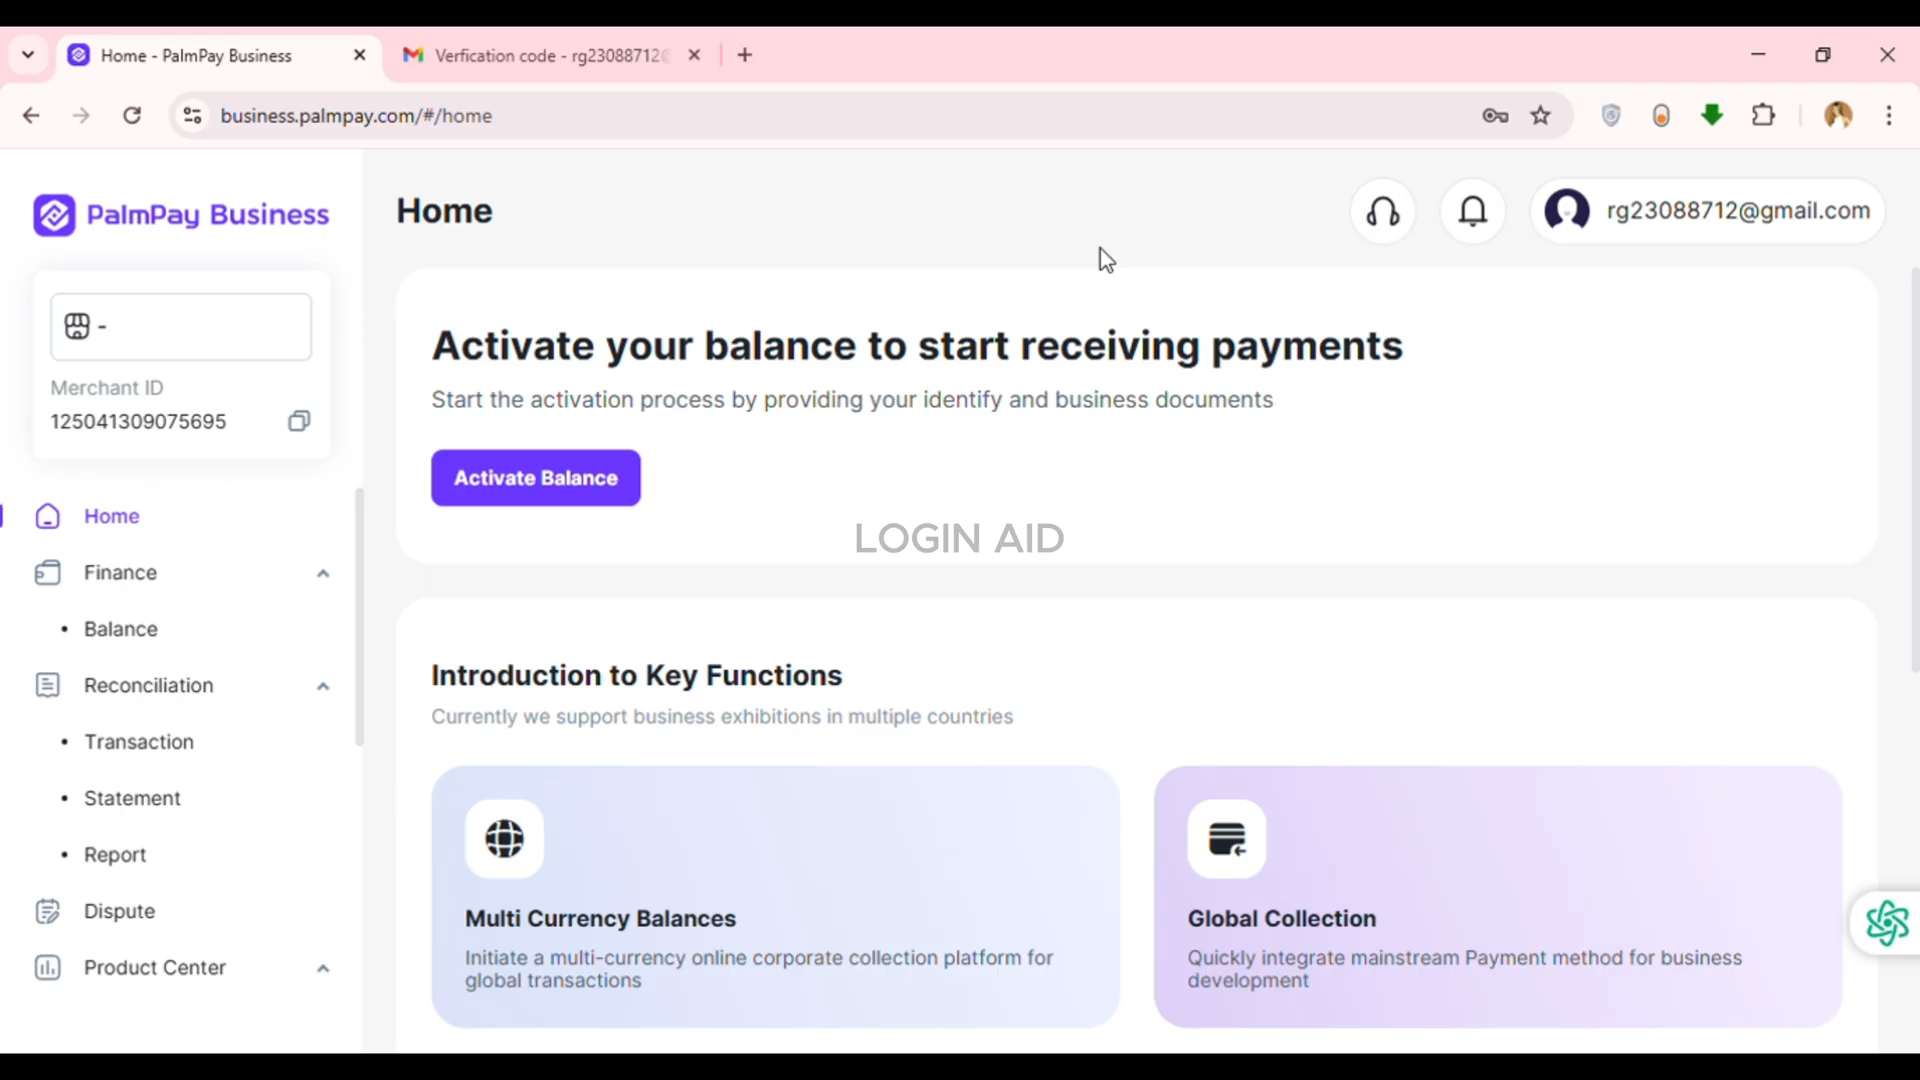 Home - PalmPay Business
Verfication code - rg23088712@
business.palmpay.com/#/home
PalmPay Business
Home
rg23088712@gmail.com
-
Merchant ID
125041309075695
Activate your balance to start receiving payments
Start the activation process by providing your identify and business documents
Activate Balance
LOGIN AID
Home
Finance
• Balance
Reconciliation
• Transaction
• Statement
• Report
Dispute
Product Center
Introduction to Key Functions
Currently we support business exhibitions in multiple countries
Multi Currency Balances
Initiate a multi-currency online corporate collection platform for
global transactions
Global Collection
Quickly integrate mainstream Payment method for business
development